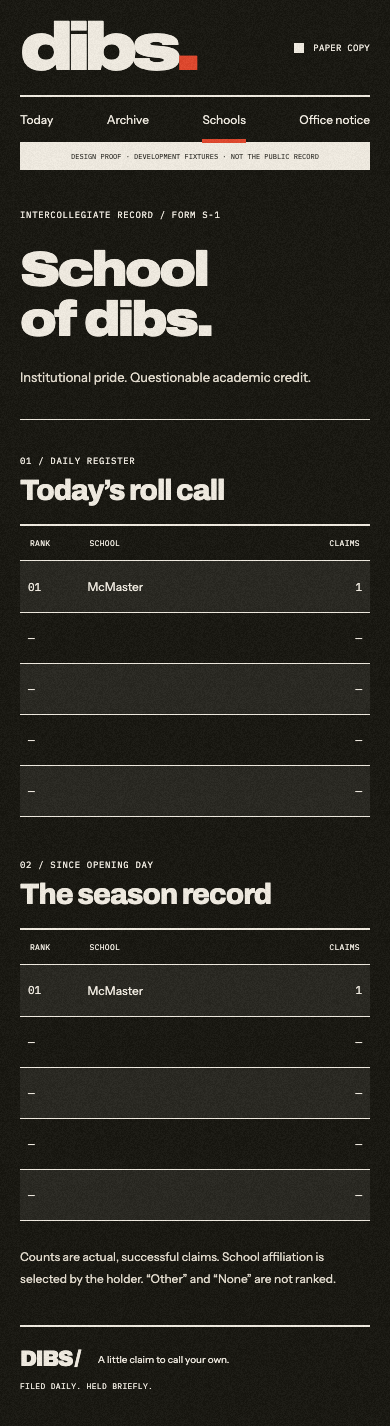 dibs.
PAPER COPY
Today Archive Schools Office notice
DESIGN PROOF · DEVELOPMENT FIXTURES · NOT THE PUBLIC RECORD
INTERCOLLEGIATE RECORD / FORM S-1
School
of dibs.
Institutional pride. Questionable academic credit.
01 / DAILY REGISTER
Today’s roll call
RANK SCHOOL CLAIMS
01 McMaster 1
— —
— —
— —
— —
02 / SINCE OPENING DAY
The season record
RANK SCHOOL CLAIMS
01 McMaster 1
— —
— —
— —
— —
Counts are actual, successful claims. School affiliation is
selected by the holder. “Other” and “None” are not ranked.
DIBS/ A little claim to call your own.
FILED DAILY. HELD BRIEFLY.